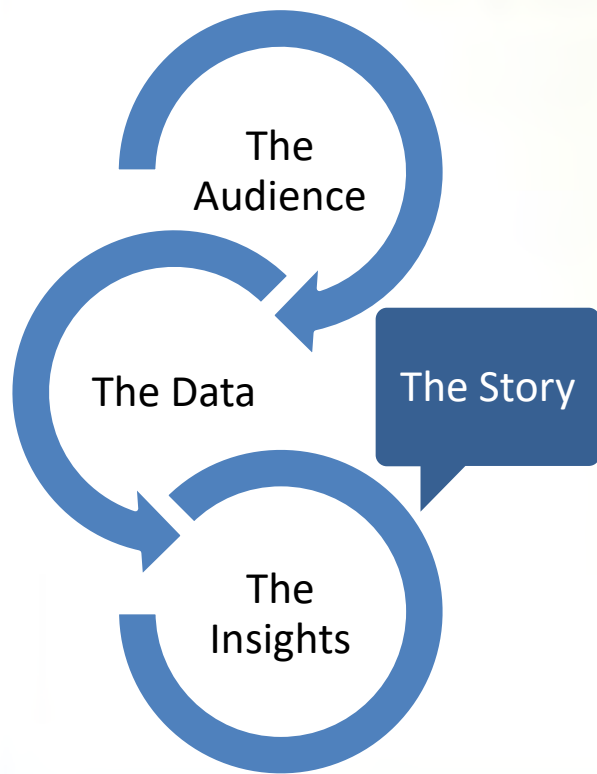 The
Audience
The Data
The Story
The
Insights